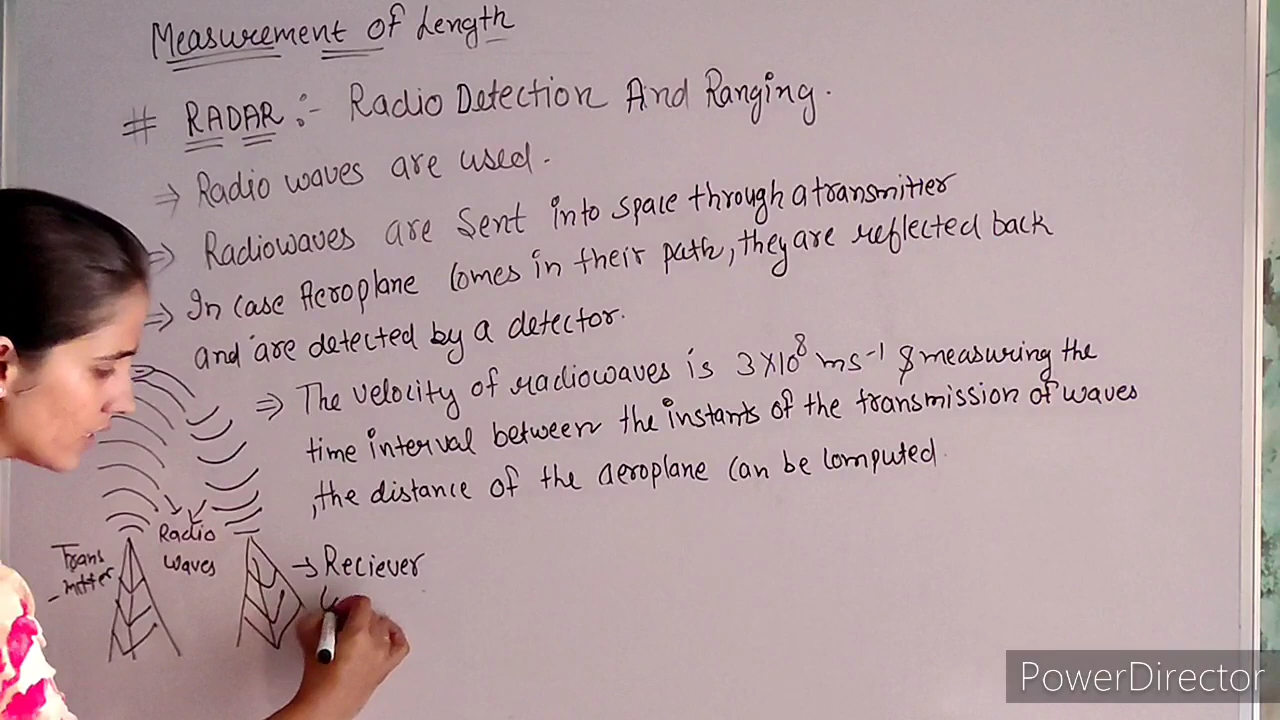 Measurement of Length
# RADAR :- Radio Detection And Ranging.
⇒ Radio waves are used.
⇒ Radiowaves are Sent into space through a transmitter
⇒ In case Aeroplane comes in their path, they are reflected back
and are detected by a detector.
⇒ The velocity of radiowaves is 3×10⁸ ms⁻¹ & measuring the
time interval between the instants of the transmission of waves
, the distance of the aeroplane can be computed.
Trans
-mitter
Radio
waves
→ Reciever
(
PowerDirector